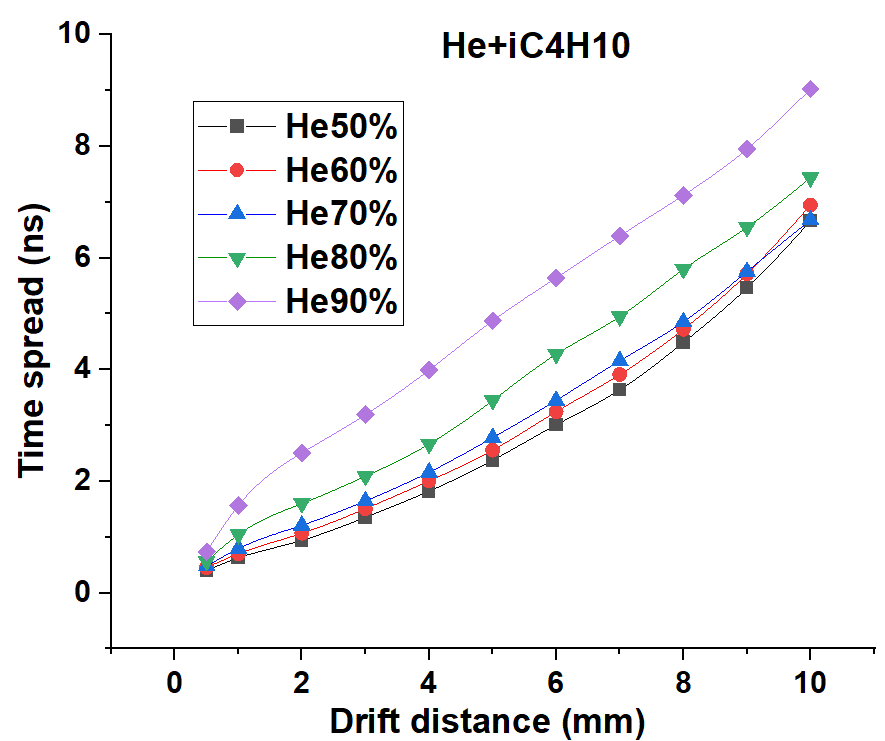 He+iC4H10
He50%
He60%
He70%
He80%
He90%
Time spread (ns)
10
8
6
4
2
0
0 2 4 6 8 10
Drift distance (mm)